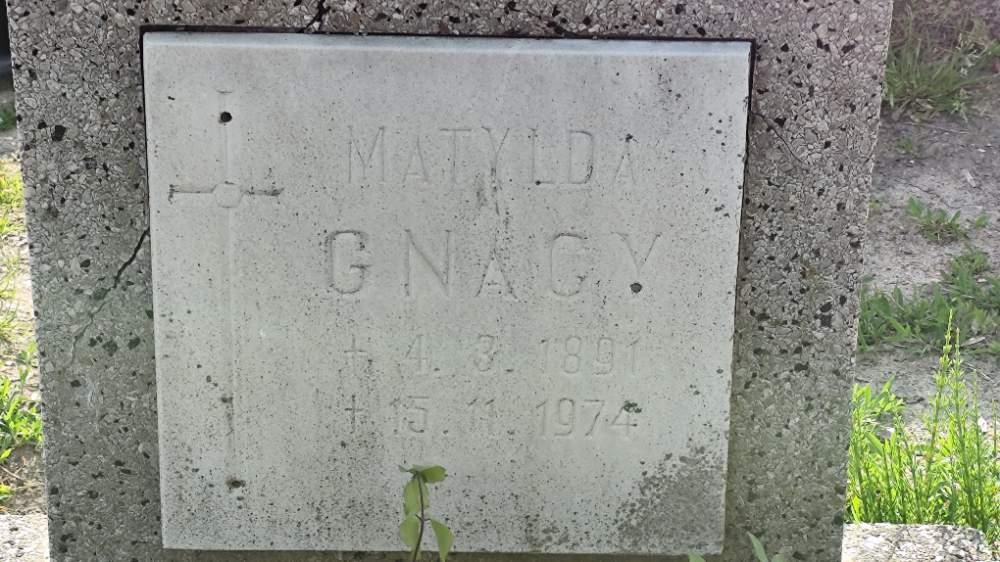 MATYLDA
GNACY
+ 4. 3. 1891
+ 15. 11. 1974